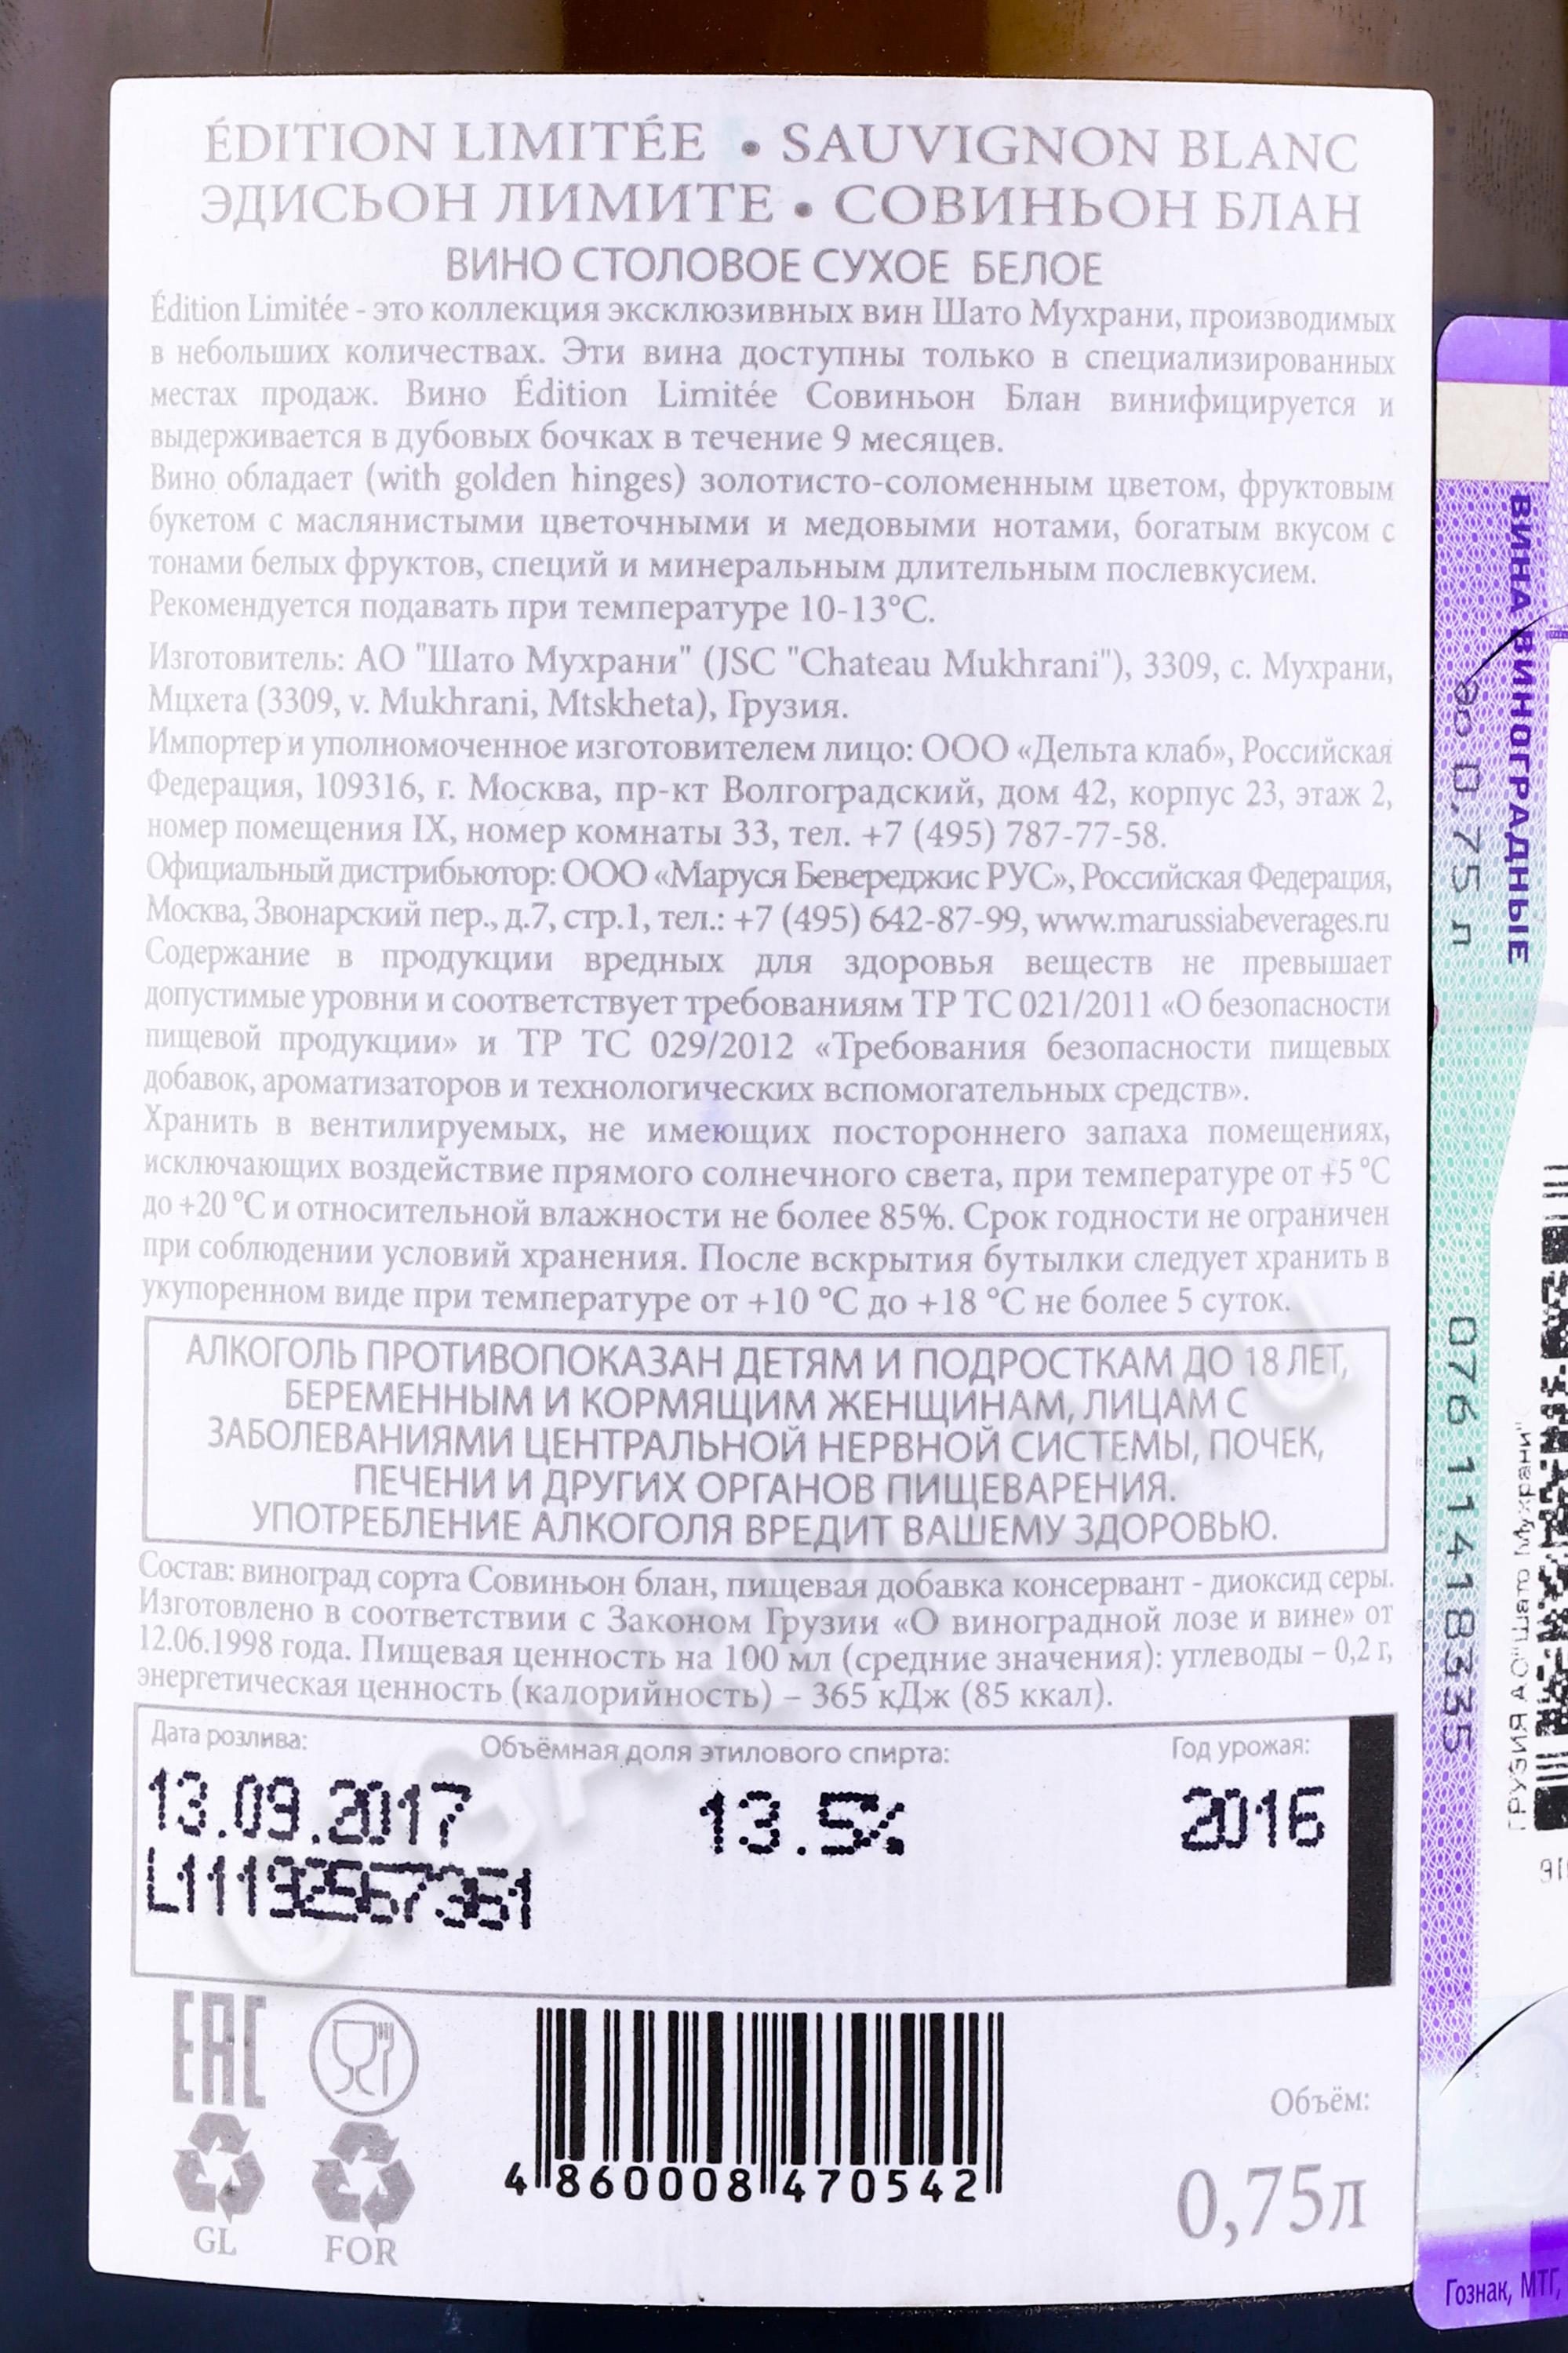 ÉDITION LIMITÉE • SAUVIGNON BLANC
ЭДИСЬОН ЛИМИТЕ • СОВИНЬОН БЛАН
ВИНО СТОЛОВОЕ СУХОЕ БЕЛОЕ
Édition Limitée - это коллекция эксклюзивных вин Шато Мухрани, производимых
в небольших количествах. Эти вина доступны только в специализированных
местах продаж. Вино Édition Limitée Совиньон Блан винифицируется и
выдерживается в дубовых бочках в течение 9 месяцев.
Вино обладает (with golden hinges) золотисто-соломенным цветом, фруктовым
букетом с маслянистыми цветочными и медовыми нотами, богатым вкусом с
тонами белых фруктов, специй и минеральным длительным послевкусием.
Рекомендуется подавать при температуре 10-13°C.
Изготовитель: АО "Шато Мухрани" (JSC "Chateau Mukhrani"), 3309, с. Мухрани,
Мцхета (3309, v. Mukhrani, Mtskheta), Грузия.
Импортер и уполномоченное изготовителем лицо: ООО «Дельта клаб», Российская
Федерация, 109316, г. Москва, пр-кт Волгоградский, дом 42, корпус 23, этаж 2,
номер помещения IX, номер комнаты 33, тел. +7 (495) 787-77-58.
Официальный дистрибьютор: ООО «Маруся Бевереджис РУС», Российская Федерация,
Москва, Звонарский пер., д.7, стр.1, тел.: +7 (495) 642-87-99, www.marussiabeverages.ru
Содержание в продукции вредных для здоровья веществ не превышает
допустимые уровни и соответствует требованиям ТР ТС 021/2011 «О безопасности
пищевой продукции» и ТР ТС 029/2012 «Требования безопасности пищевых
добавок, ароматизаторов и технологических вспомогательных средств».
Хранить в вентилируемых, не имеющих постороннего запаха помещениях,
исключающих воздействие прямого солнечного света, при температуре от +5 °C
до +20 °C и относительной влажности не более 85%. Срок годности не ограничен
при соблюдении условий хранения. После вскрытия бутылки следует хранить в
укупоренном виде при температуре от +10 °C до +18 °C не более 5 суток.
АЛКОГОЛЬ ПРОТИВОПОКАЗАН ДЕТЯМ И ПОДРОСТКАМ ДО 18 ЛЕТ,
БЕРЕМЕННЫМ И КОРМЯЩИМ ЖЕНЩИНАМ, ЛИЦАМ С
ЗАБОЛЕВАНИЯМИ ЦЕНТРАЛЬНОЙ НЕРВНОЙ СИСТЕМЫ, ПОЧЕК,
ПЕЧЕНИ И ДРУГИХ ОРГАНОВ ПИЩЕВАРЕНИЯ.
УПОТРЕБЛЕНИЕ АЛКОГОЛЯ ВРЕДИТ ВАШЕМУ ЗДОРОВЬЮ.
Состав: виноград сорта Совиньон блан, пищевая добавка консервант - диоксид серы.
Изготовлено в соответствии с Законом Грузии «О виноградной лозе и вине» от
12.06.1998 года. Пищевая ценность на 100 мл (средние значения): углеводы – 0,2 г,
энергетическая ценность (калорийность) – 365 кДж (85 ккал).
Дата розлива: Объёмная доля этилового спирта: Год урожая:
13.09.2017 13.5% 2016
EAC
GL FOR
4 860008 470542
Объём:
0,75л
ВИНА ВИНОГРАДНЫЕ
до 0,75 л
076 114418335
ГРУЗИЯ АО "Шато Мухрани"
Гознак, МТГ,